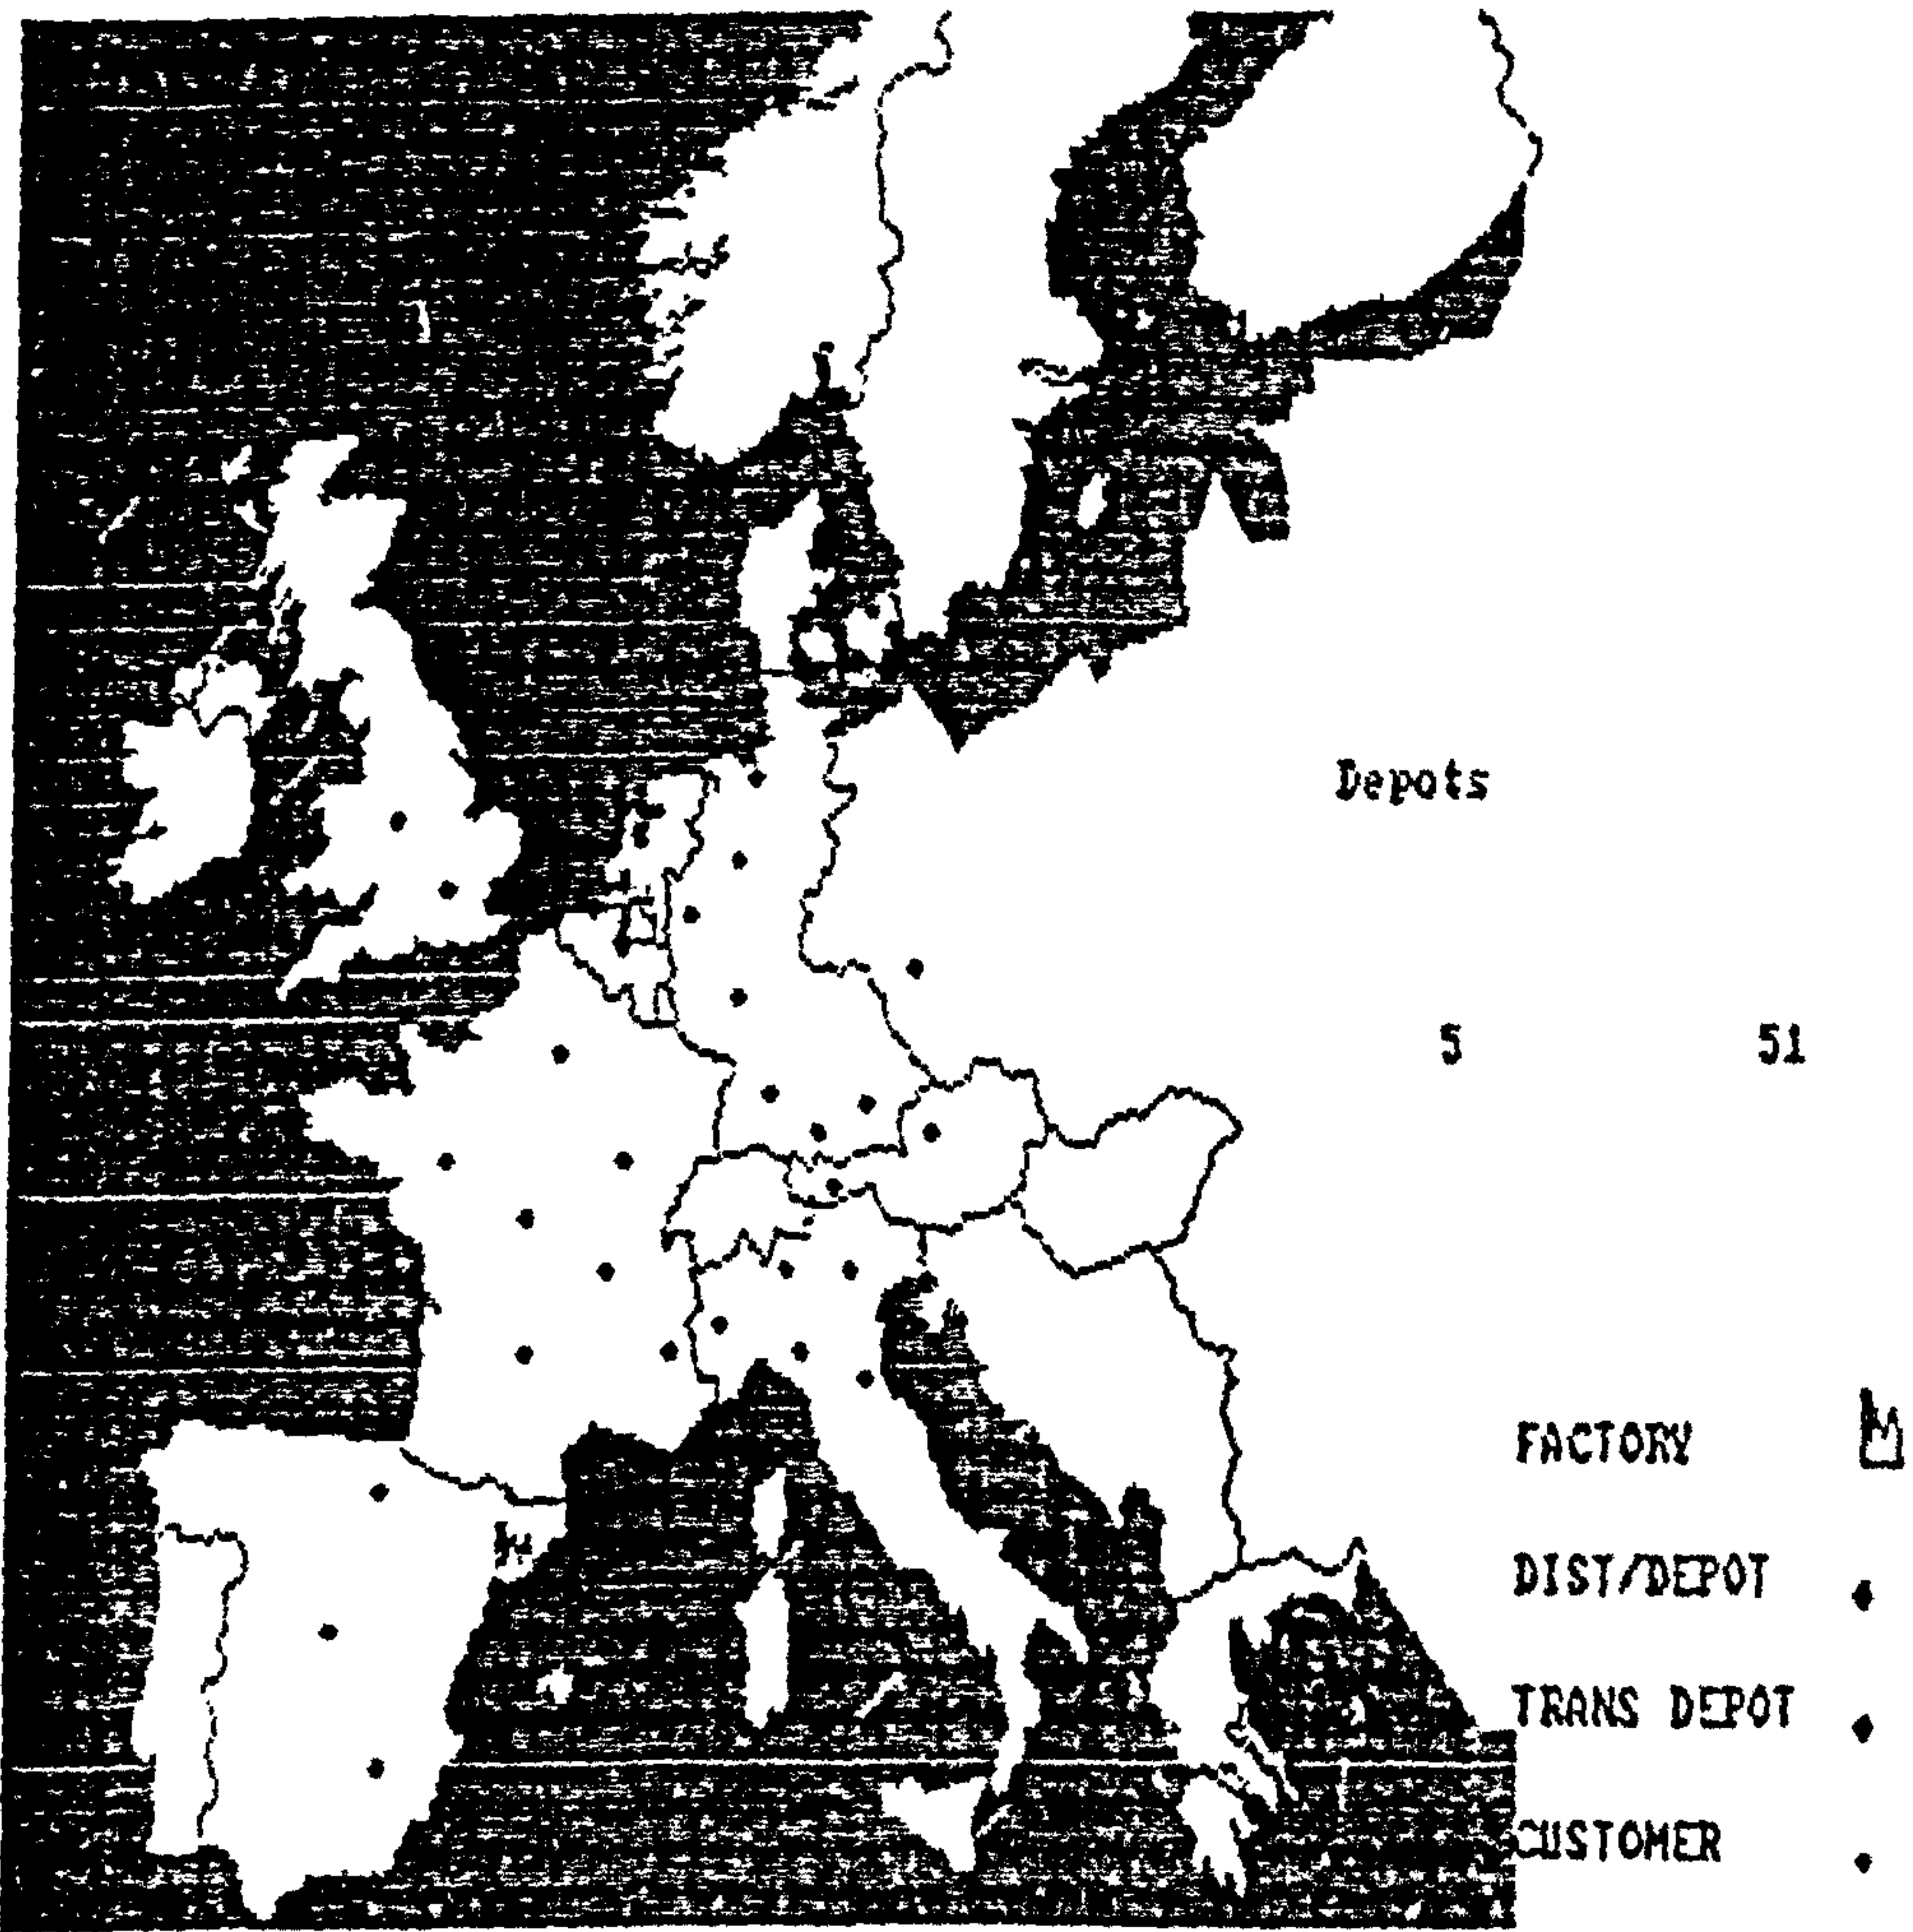 Depots
5 51
FACTORY
DIST/DEPOT
TRANS DEPOT
CUSTOMER